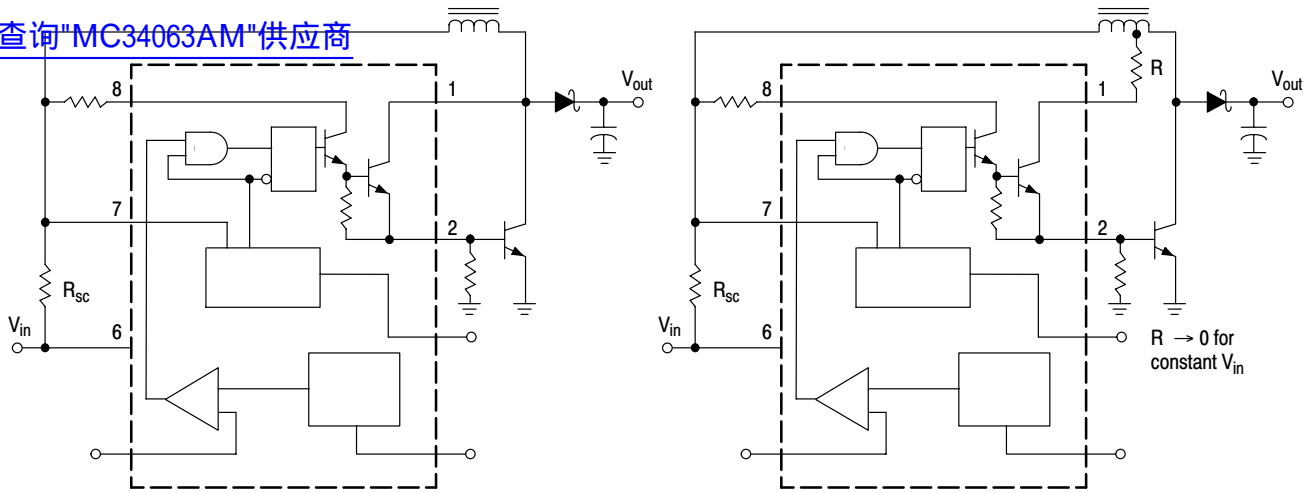 查询"MC34063AM"供应商
8
1
Vout
7
2
Rsc
Vin
6
R
8
1
Vout
7
2
Rsc
Vin
6
R → 0 for
constant Vin